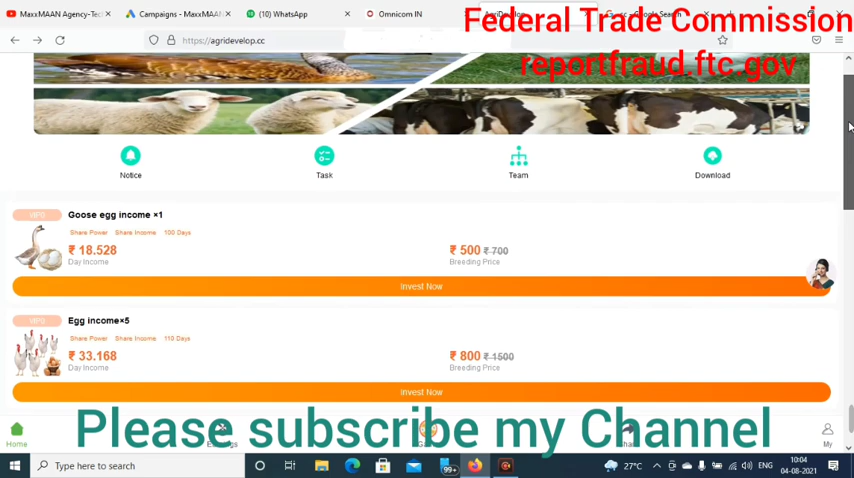 MaxxMAAN Agency-Tec
Campaigns - MaxxMAAN
(10) WhatsApp
Omnicom IN
Federal Trade Commission
https://agridevelop.cc
reportfraud.ftc.gov
Notice
Task
Team
Download
VIP0
Goose egg income ×1
Share Power Share Income 100 Days
₹ 18.528
₹ 500 ₹ 700
Day Income
Breeding Price
Invest Now
VIP0
Egg income×5
Share Power Share Income 110 Days
₹ 33.168
₹ 800 ₹ 1500
Day Income
Breeding Price
Invest Now
Please subscribe my Channel
Home
My
Type here to search
99+
27°C
ENG
10:04
04-08-2021